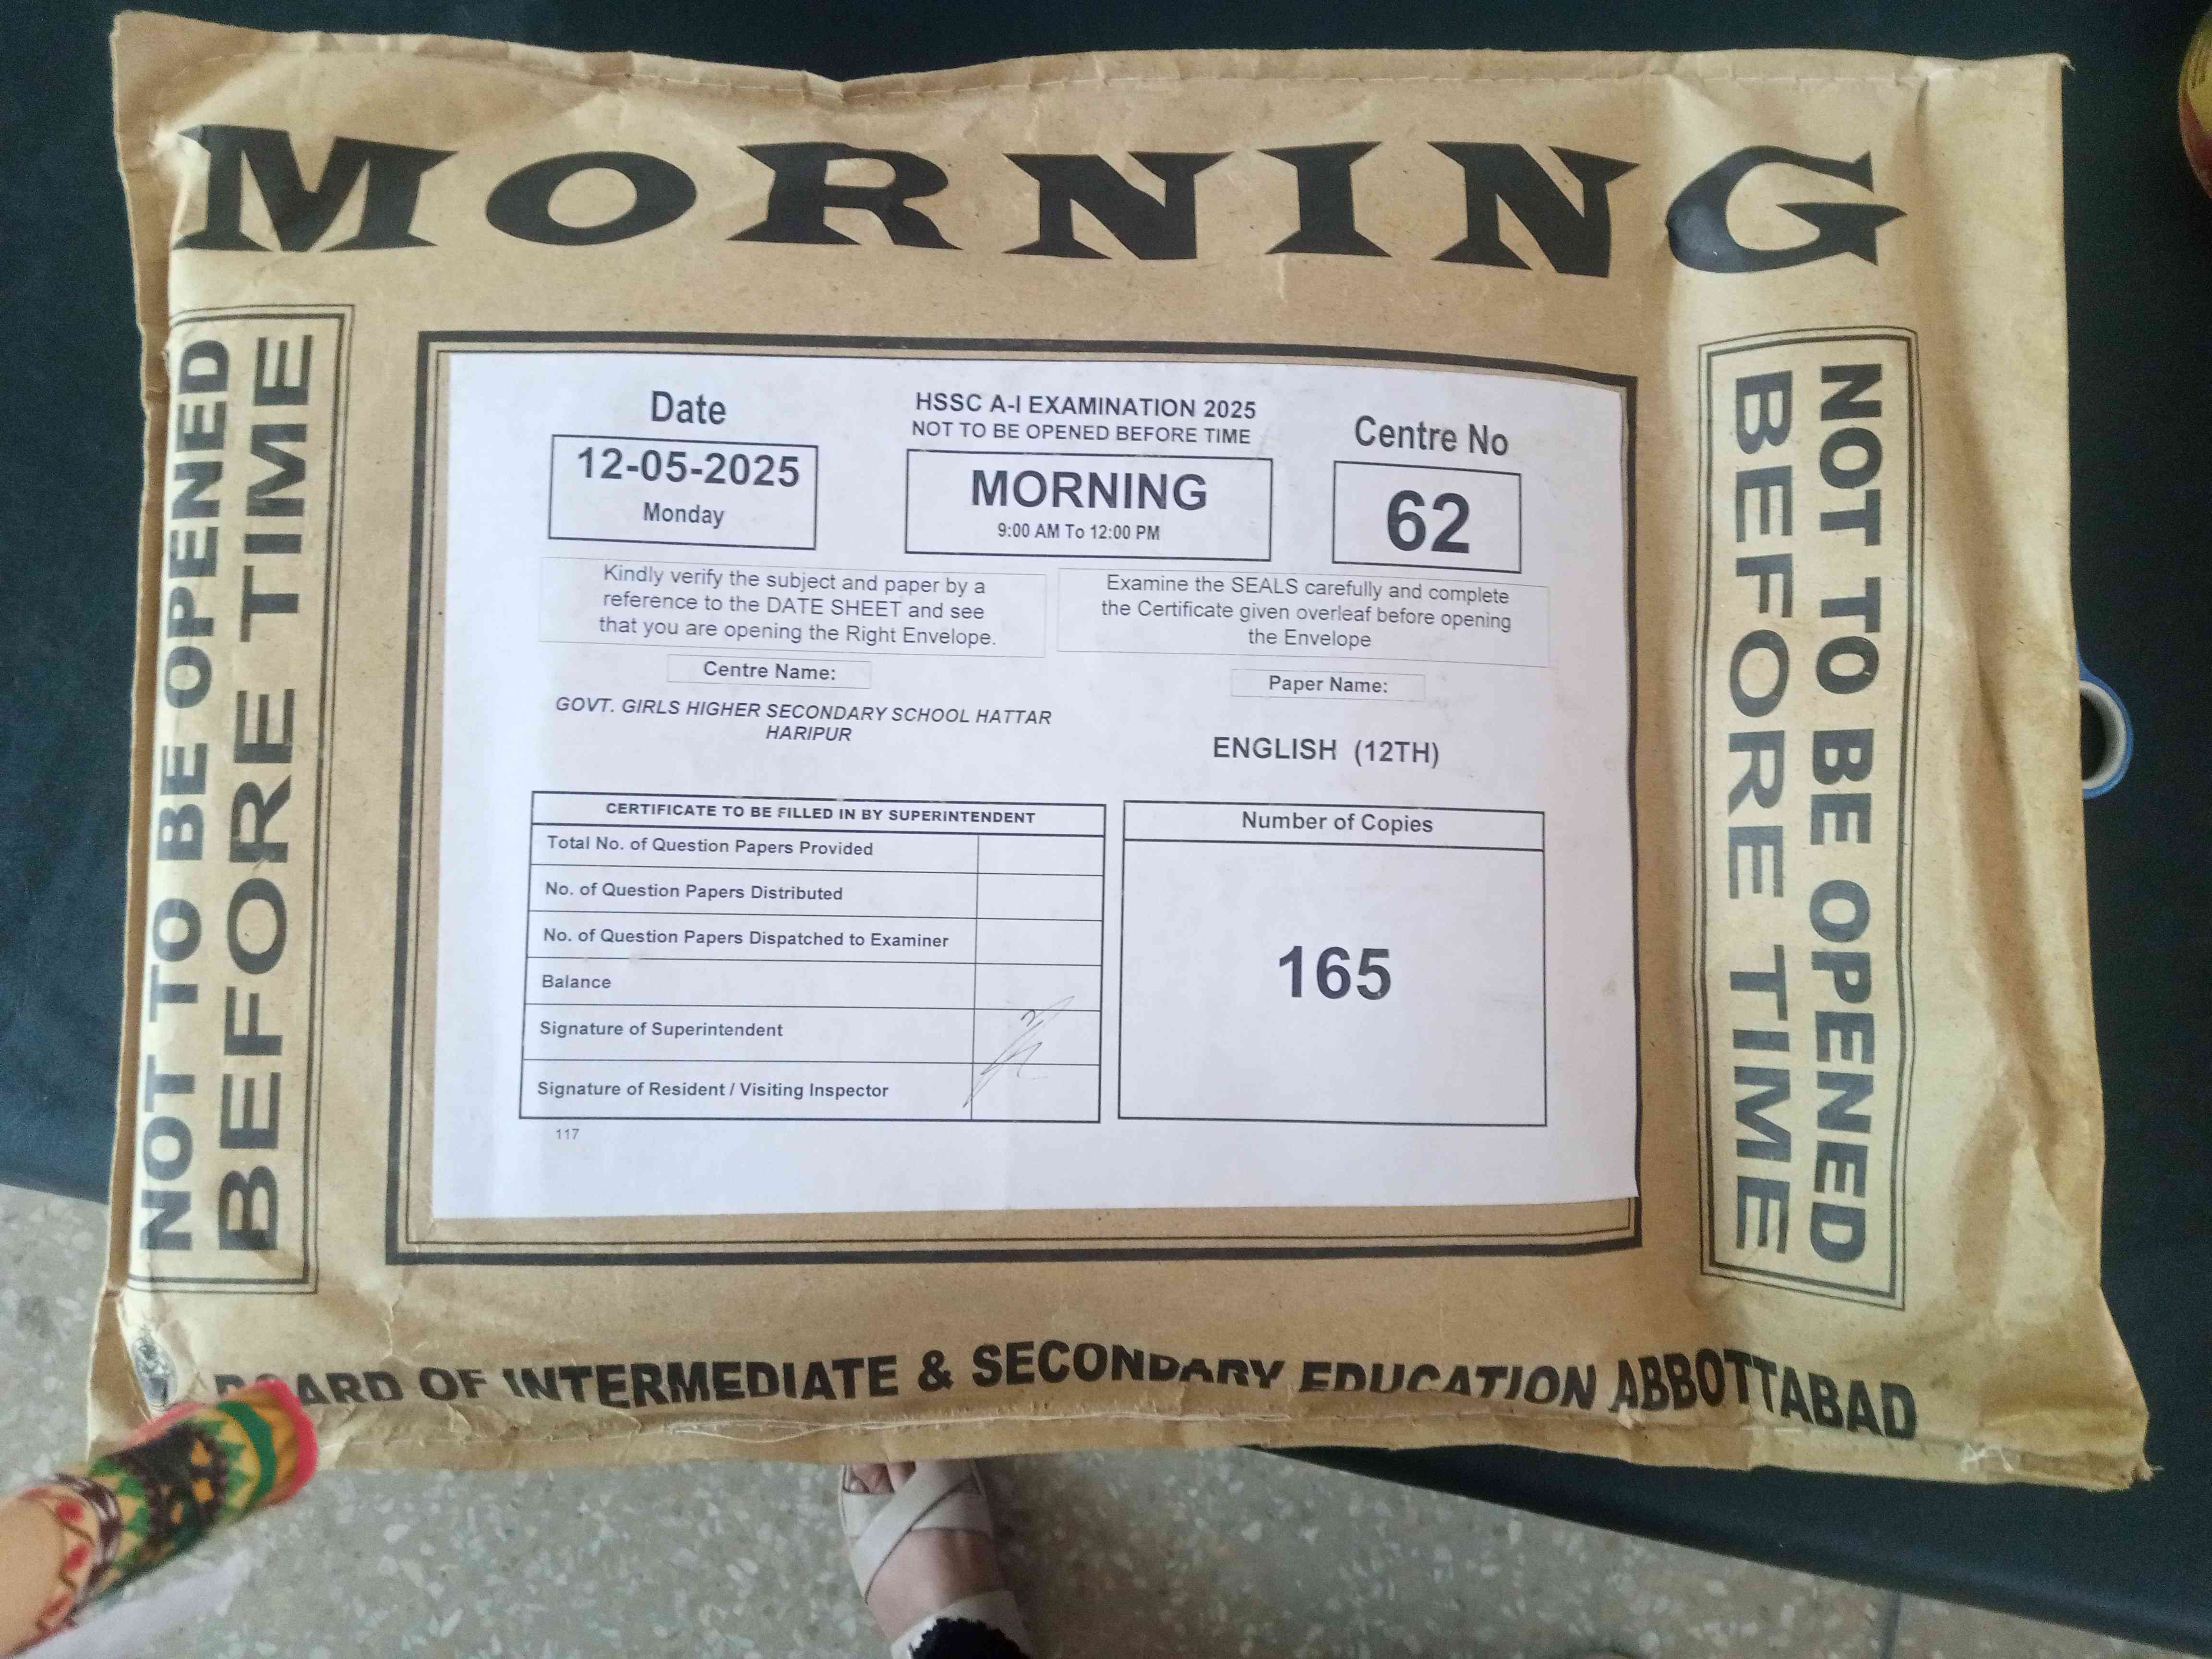 MORNING
NOT TO BE OPENED
BEFORE TIME
Date
12-05-2025
Monday
HSSC A-I EXAMINATION 2025
NOT TO BE OPENED BEFORE TIME
MORNING
9:00 AM To 12:00 PM
Centre No
62
Kindly verify the subject and paper by a
reference to the DATE SHEET and see
that you are opening the Right Envelope.
Examine the SEALS carefully and complete
the Certificate given overleaf before opening
the Envelope
Centre Name:
GOVT. GIRLS HIGHER SECONDARY SCHOOL HATTAR
HARIPUR
Paper Name:
ENGLISH (12TH)
CERTIFICATE TO BE FILLED IN BY SUPERINTENDENT
Total No. of Question Papers Provided
No. of Question Papers Distributed
No. of Question Papers Dispatched to Examiner
Balance
Signature of Superintendent
Signature of Resident / Visiting Inspector
117
Number of Copies
165
NOT TO BE OPENED
BEFORE TIME
BOARD OF INTERMEDIATE & SECONDARY EDUCATION ABBOTTABAD